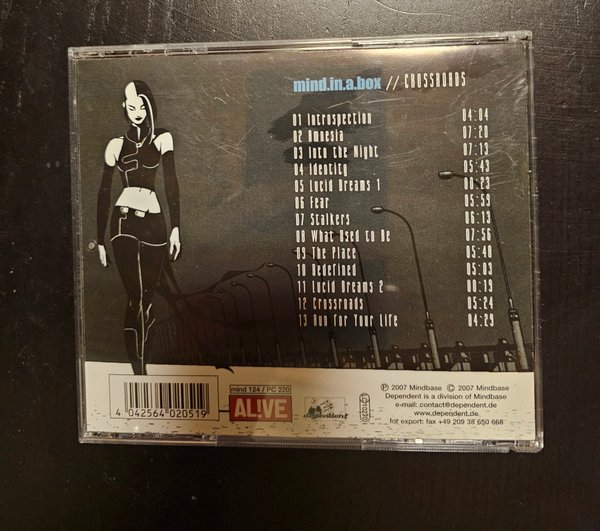 mind.in.a.box // CROSSROADS
01 Introspection 04:04
02 Amnesia 07:20
03 Into the Night 07:13
04 Identity 05:43
05 Lucid Dreams 1 00:23
06 Fear 05:59
07 Stalkers 06:13
08 What Used to Be 07:56
09 The Place 05:40
10 Redefined 05:03
11 Lucid Dreams 2 00:19
12 Crossroads 05:24
13 Run for Your Life 04:29
mind 124 / PC 220
AL!VE
dependent
4 042564 020519
℗ 2007 Mindbase © 2007 Mindbase
Dependent is a division of Mindbase
e-mail: contact@dependent.de
www.dependent.de
for export: fax +49 209 38 650 668